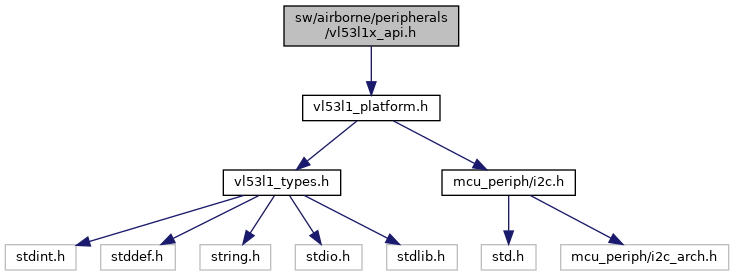 sw/airborne/peripherals
/vl53l1x_api.h
vl53l1_platform.h
vl53l1_types.h
mcu_periph/i2c.h
stdint.h
stddef.h
string.h
stdio.h
stdlib.h
std.h
mcu_periph/i2c_arch.h